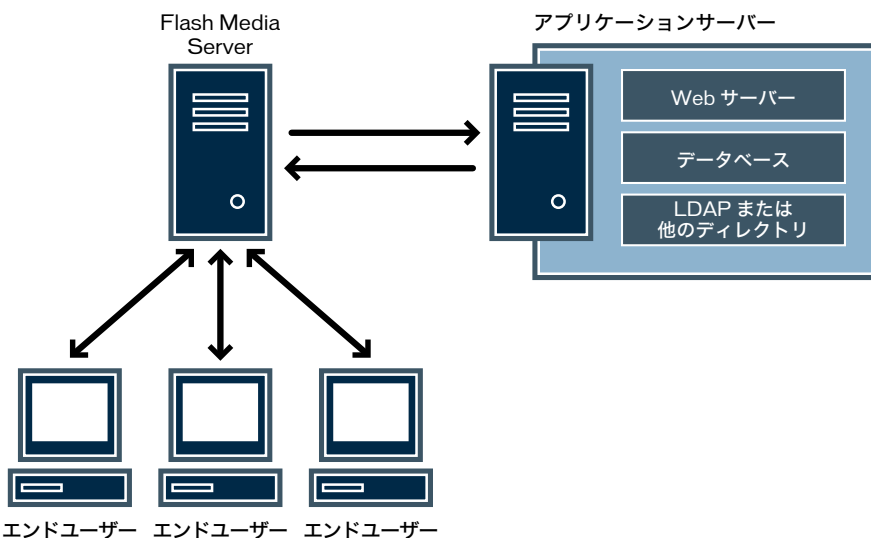 Flash Media
Server
アプリケーションサーバー
Web サーバー
データベース
LDAP または
他のディレクトリ
エンドユーザー エンドユーザー エンドユーザー